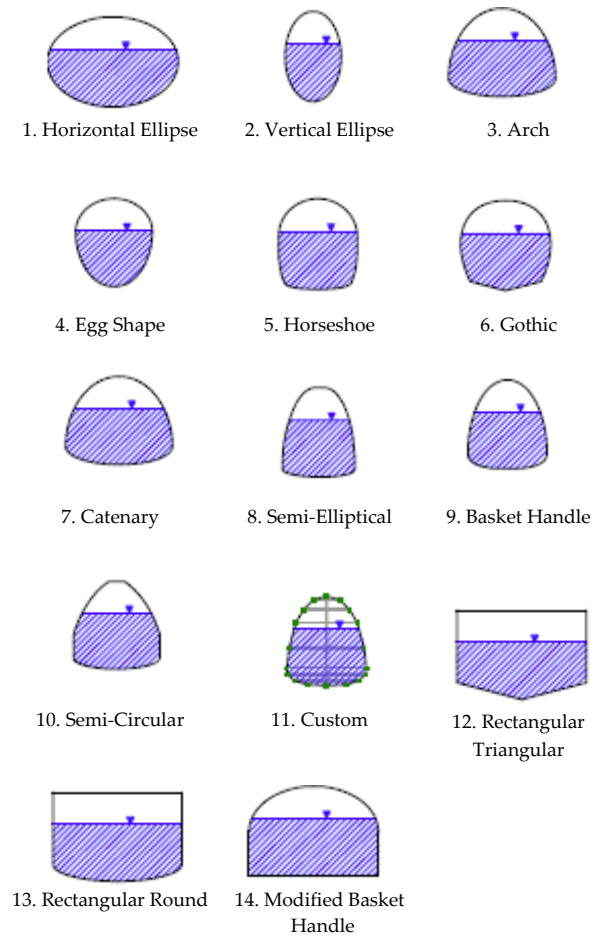 1. Horizontal Ellipse
2. Vertical Ellipse
3. Arch
4. Egg Shape
5. Horseshoe
6. Gothic
7. Catenary
8. Semi-Elliptical
9. Basket Handle
10. Semi-Circular
11. Custom
12. Rectangular
Triangular
13. Rectangular Round
14. Modified Basket
Handle